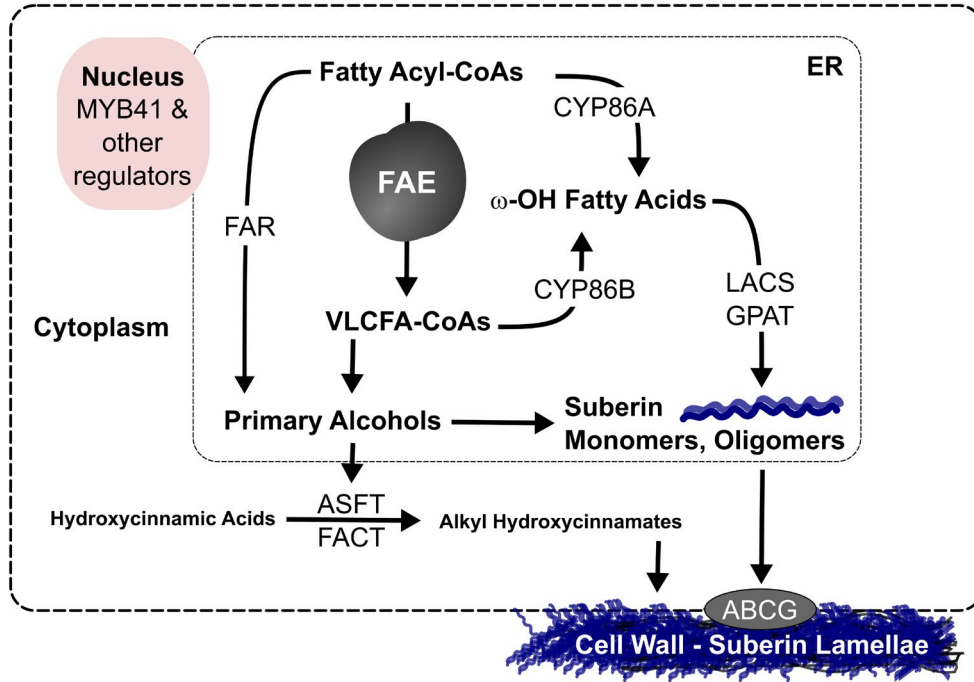 Nucleus
MYB41 &
other
regulators
ER
Fatty Acyl-CoAs
CYP86A
FAE
ω-OH Fatty Acids
FAR
CYP86B
LACS
GPAT
VLCFA-CoAs
Cytoplasm
Primary Alcohols
Suberin
Monomers, Oligomers
Hydroxycinnamic Acids
ASFT
FACT
Alkyl Hydroxycinnamates
ABCG
Cell Wall - Suberin Lamellae